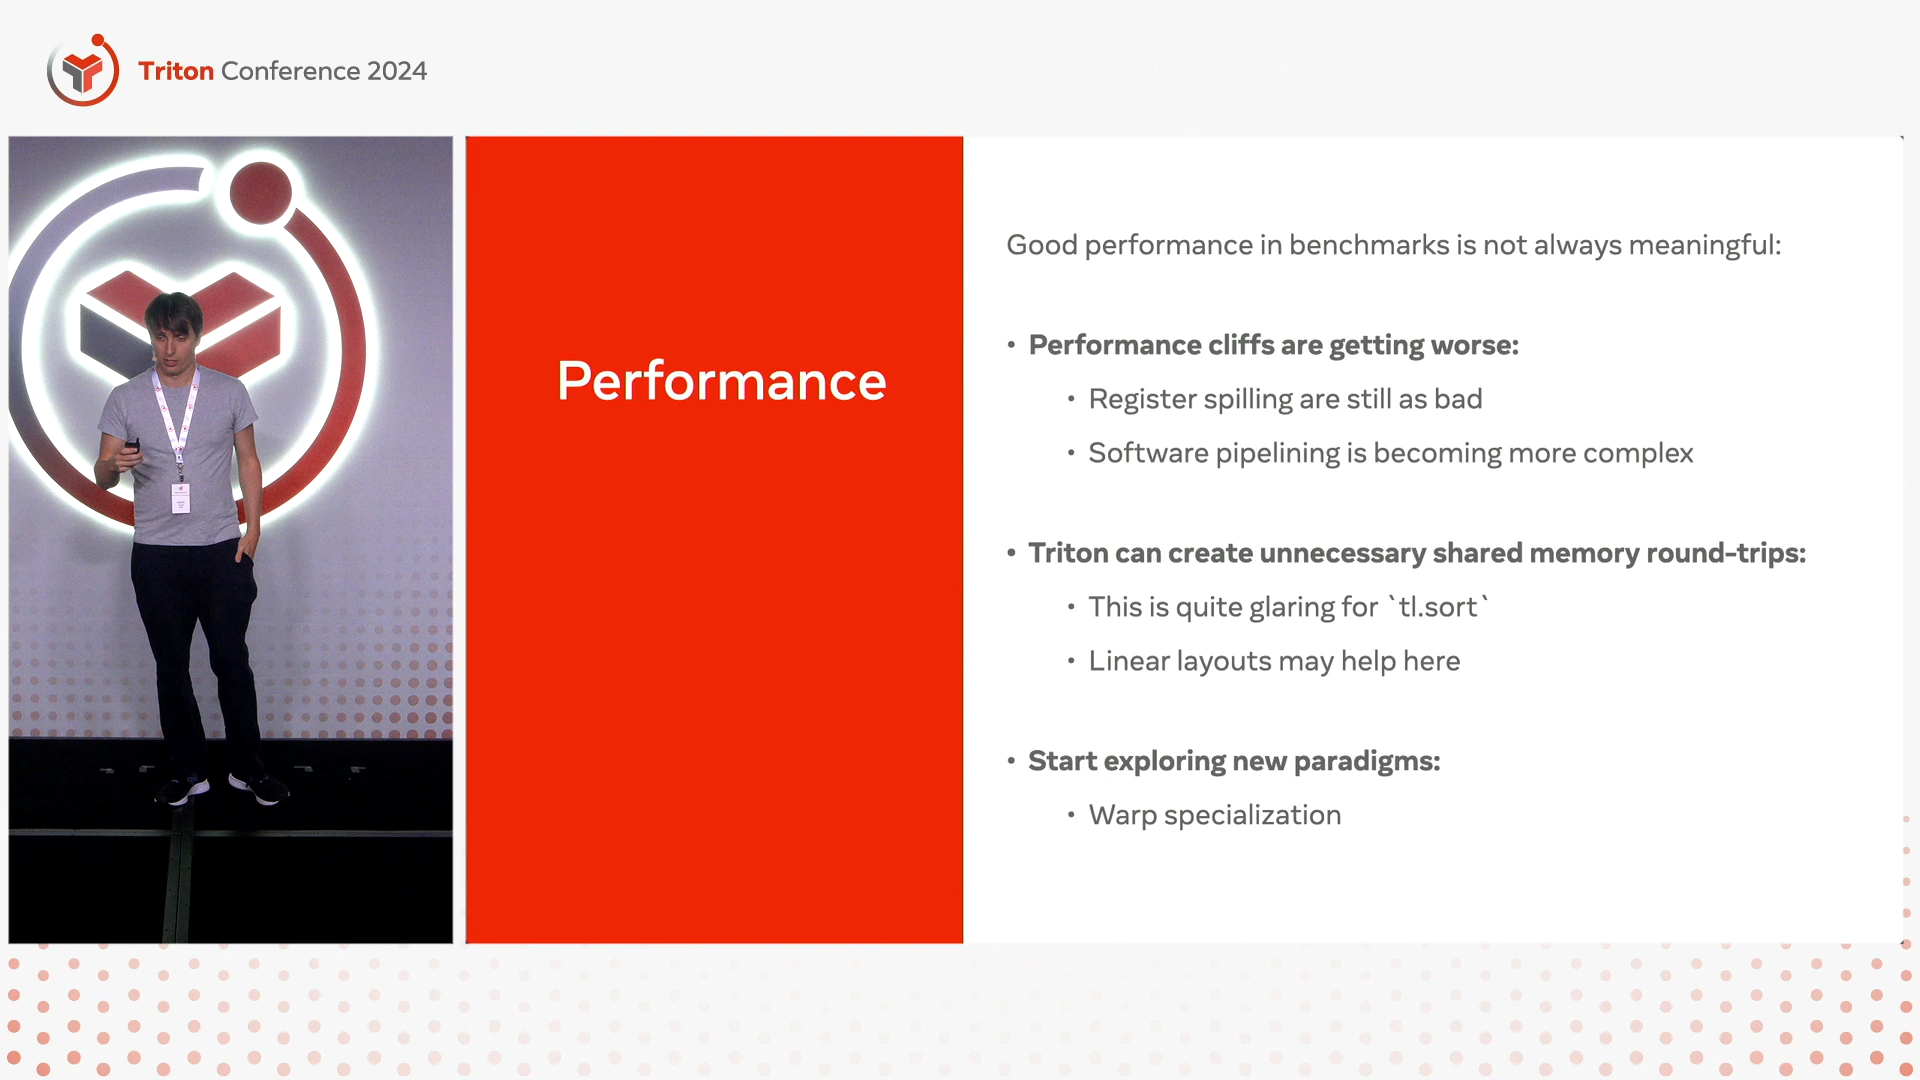 Triton Conference 2024
Performance
Good performance in benchmarks is not always meaningful:
• Performance cliffs are getting worse:
• Register spilling are still as bad
• Software pipelining is becoming more complex
• Triton can create unnecessary shared memory round-trips:
• This is quite glaring for `tl.sort`
• Linear layouts may help here
• Start exploring new paradigms:
• Warp specialization